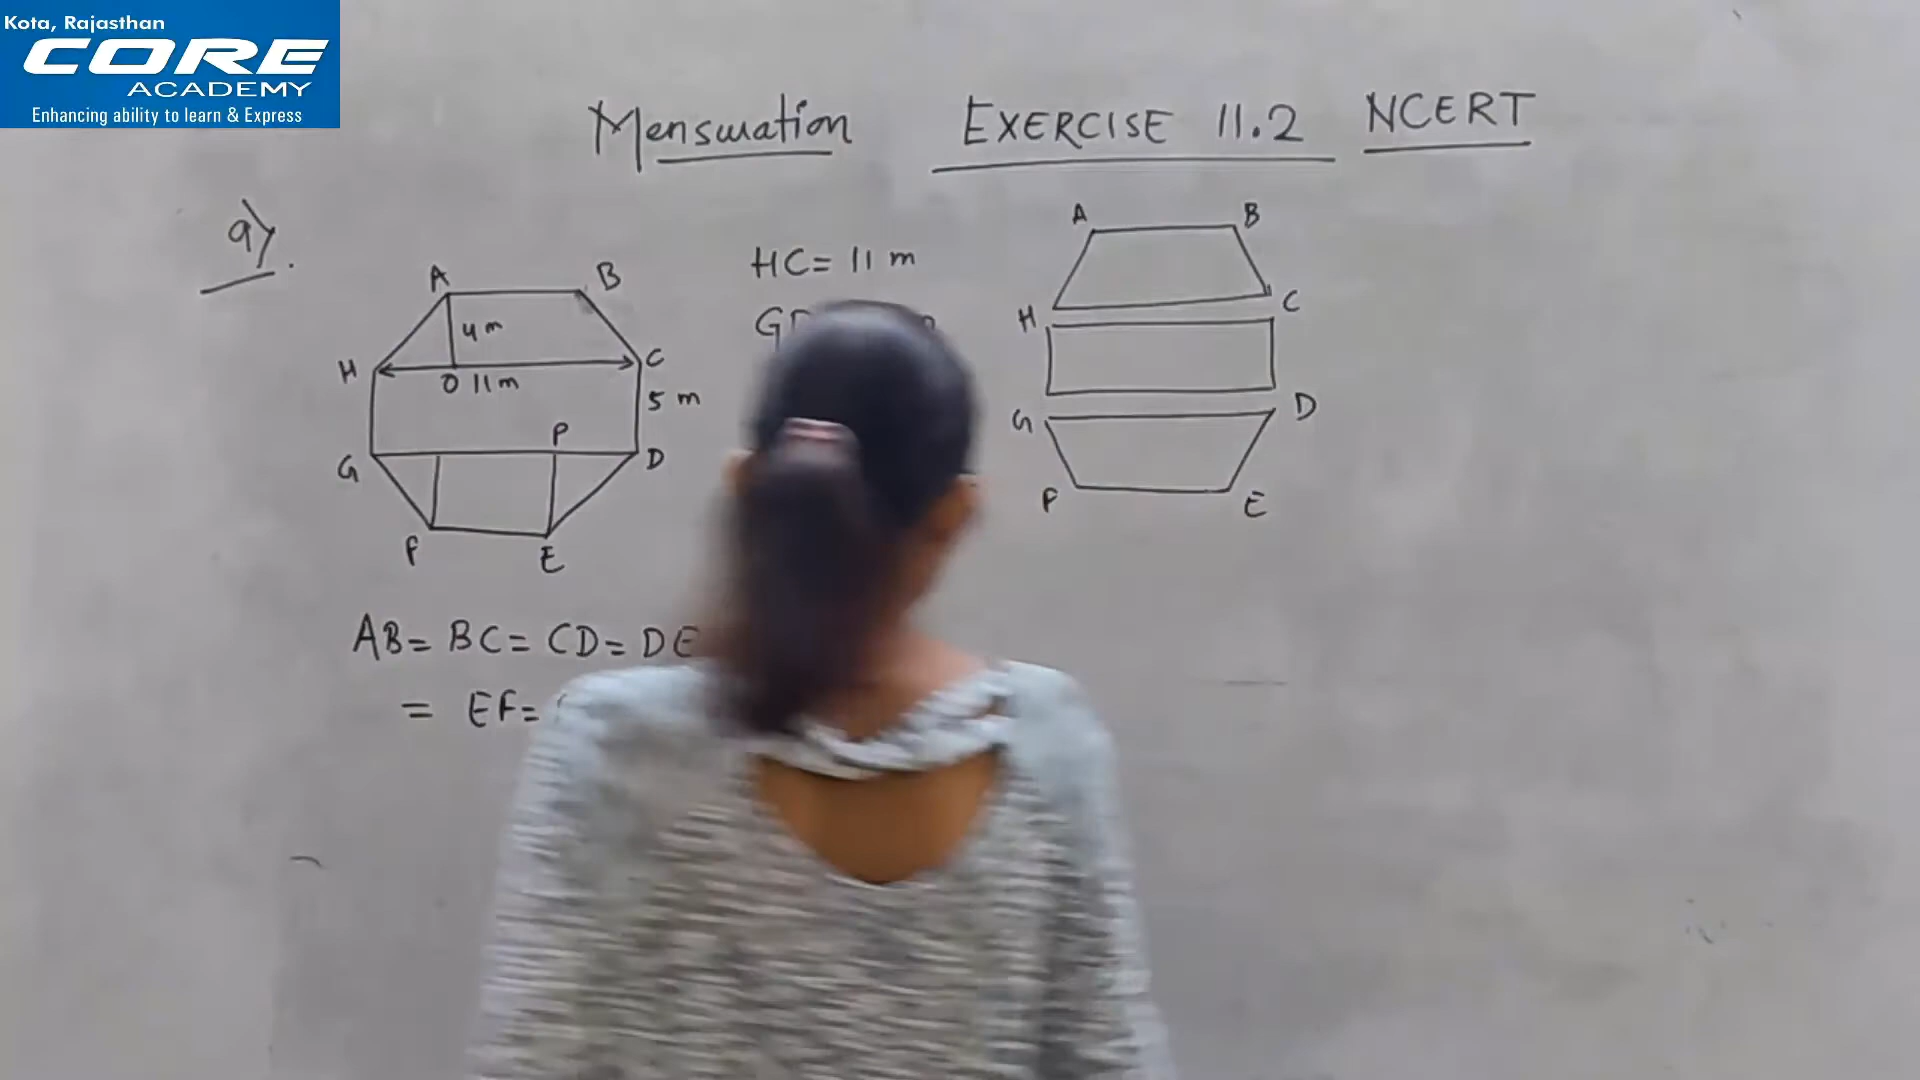 Kota, Rajasthan
CORE
ACADEMY
Enhancing ability to learn & Express
Mensuration EXERCISE 11.2 NCERT
9).
A B
4m
H C
O 11m
5 m
P
G D
F E
HC= 11 m
A B
H C
G D
F E
AB= BC= CD= DE
= EF=